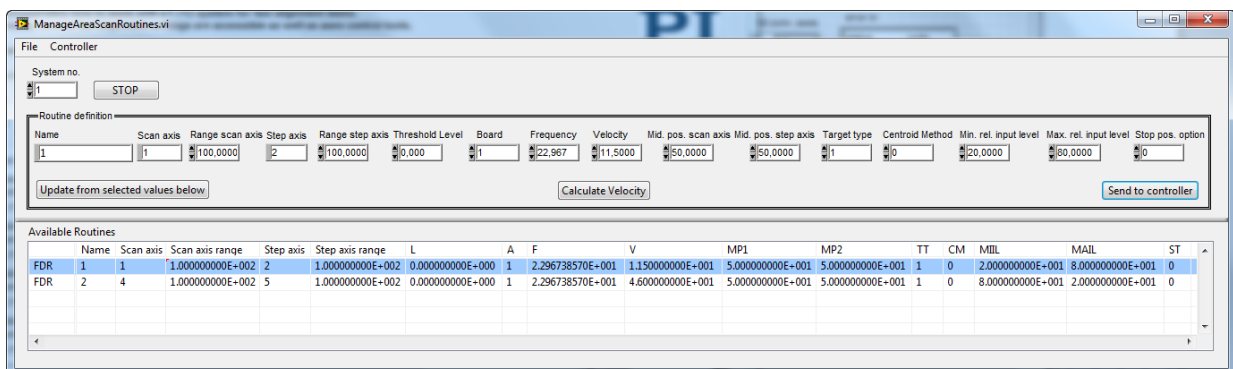 ManageAreaScanRoutines.vi
File Controller
System no.
1 STOP
Routine definition
Name Scan axis Range scan axis Step axis Range step axis Threshold Level Board Frequency Velocity Mid. pos. scan axis Mid. pos. step axis Target type Centroid Method Min. rel. input level Max. rel. input level Stop pos. option
1 1 100,0000 2 100,0000 0,000 1 22,967 11,5000 50,0000 50,0000 1 0 20,0000 80,0000 0
Update from selected values below Calculate Velocity Send to controller
Available Routines
Name Scan axis Scan axis range Step axis Step axis range L A F V MP1 MP2 TT CM MIIL MAIL ST
FDR 1 1 1.000000000E+002 2 1.000000000E+002 0.000000000E+000 1 2.296738570E+001 1.150000000E+001 5.000000000E+001 5.000000000E+001 1 0 2.000000000E+001 8.000000000E+001 0
FDR 2 4 1.000000000E+002 5 1.000000000E+002 0.000000000E+000 1 2.296738570E+001 4.600000000E+001 5.000000000E+001 5.000000000E+001 1 0 8.000000000E+001 2.000000000E+001 0